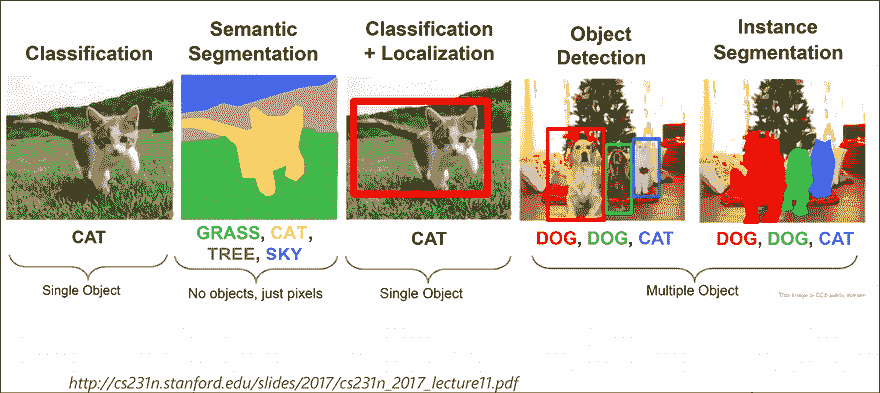 Classification
Semantic
Segmentation
Classification
+ Localization
Object
Detection
Instance
Segmentation
CAT
GRASS, CAT,
TREE, SKY
CAT
DOG, DOG, CAT
DOG, DOG, CAT
Single Object
No objects, just pixels
Single Object
Multiple Object
This image is CC0 public domain
http://cs231n.stanford.edu/slides/2017/cs231n_2017_lecture11.pdf